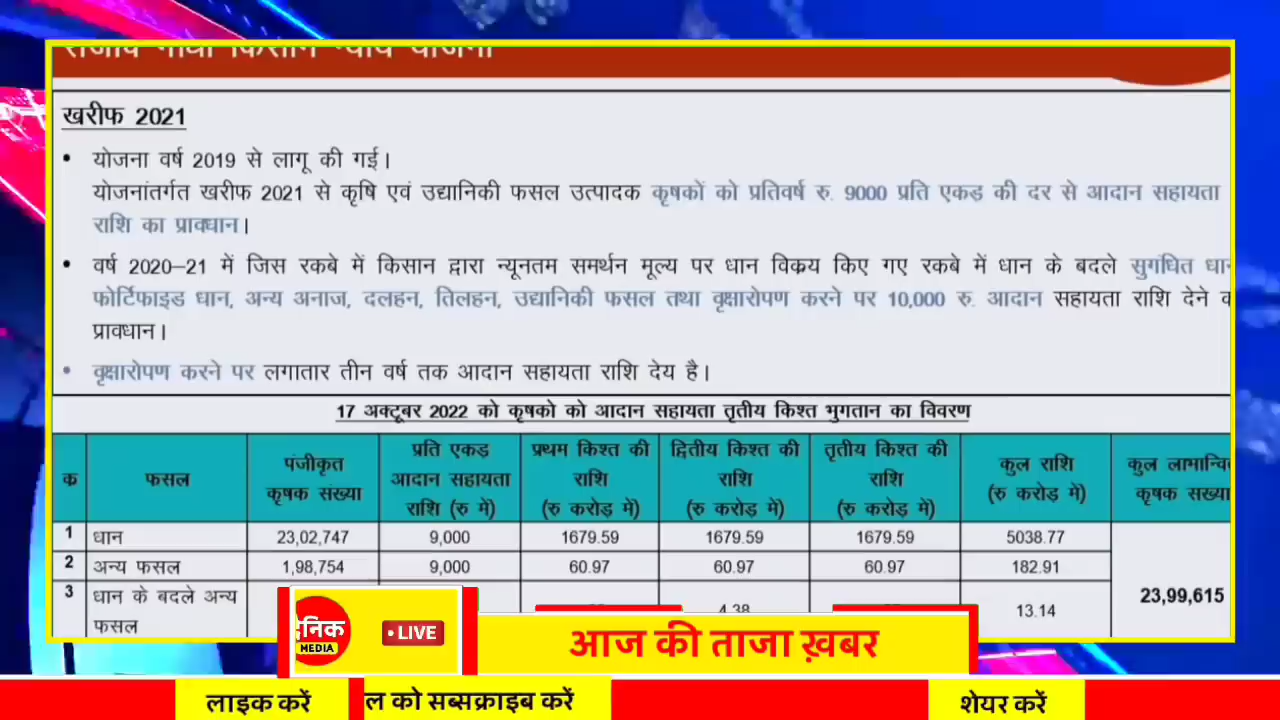 राजीव गांधी किसान न्याय योजना
खरीफ 2021
• योजना वर्ष 2019 से लागू की गई।
योजनांतर्गत खरीफ 2021 से कृषि एवं उद्यानिकी फसल उत्पादक कृषकों को प्रतिवर्ष रु. 9000 प्रति एकड़ की दर से आदान सहायता
राशि का प्रावधान।
• वर्ष 2020–21 में जिस रकबे में किसान द्वारा न्यूनतम समर्थन मूल्य पर धान विक्रय किए गए रकबे में धान के बदले सुगंधित
फोर्टिफाइड धान, अन्य अनाज, दलहन, तिलहन, उद्यानिकी फसल तथा वृक्षारोपण करने पर 10,000 रु. आदान सहायता राशि देने
प्रावधान।
• वृक्षारोपण करने पर लगातार तीन वर्ष तक आदान सहायता राशि देय है।
17 अक्टूबर 2022 को कृषको को आदान सहायता तृतीय किश्त भुगतान का विवरण
क फसल पंजीकृत कृषक संख्या प्रति एकड़ आदान सहायता राशि (रु में) प्रथम किश्त की राशि (रु करोड़ में) द्वितीय किश्त की राशि (रु करोड़ में) तृतीय किश्त की राशि (रु करोड़ में) कुल राशि (रु करोड़ में) कुल कृषक संख्या
1 धान 23,02,747 9,000 1679.59 1679.59 1679.59 5038.77
2 अन्य फसल 1,98,754 9,000 60.97 60.97 60.97 182.91
3 धान के बदले अन्य फसल 4.38 13.14
23,99,615
निक
MEDIA
• LIVE
आज की ताजा ख़बर
लाइक करें
ल को सब्सक्राइब करें
शेयर करें